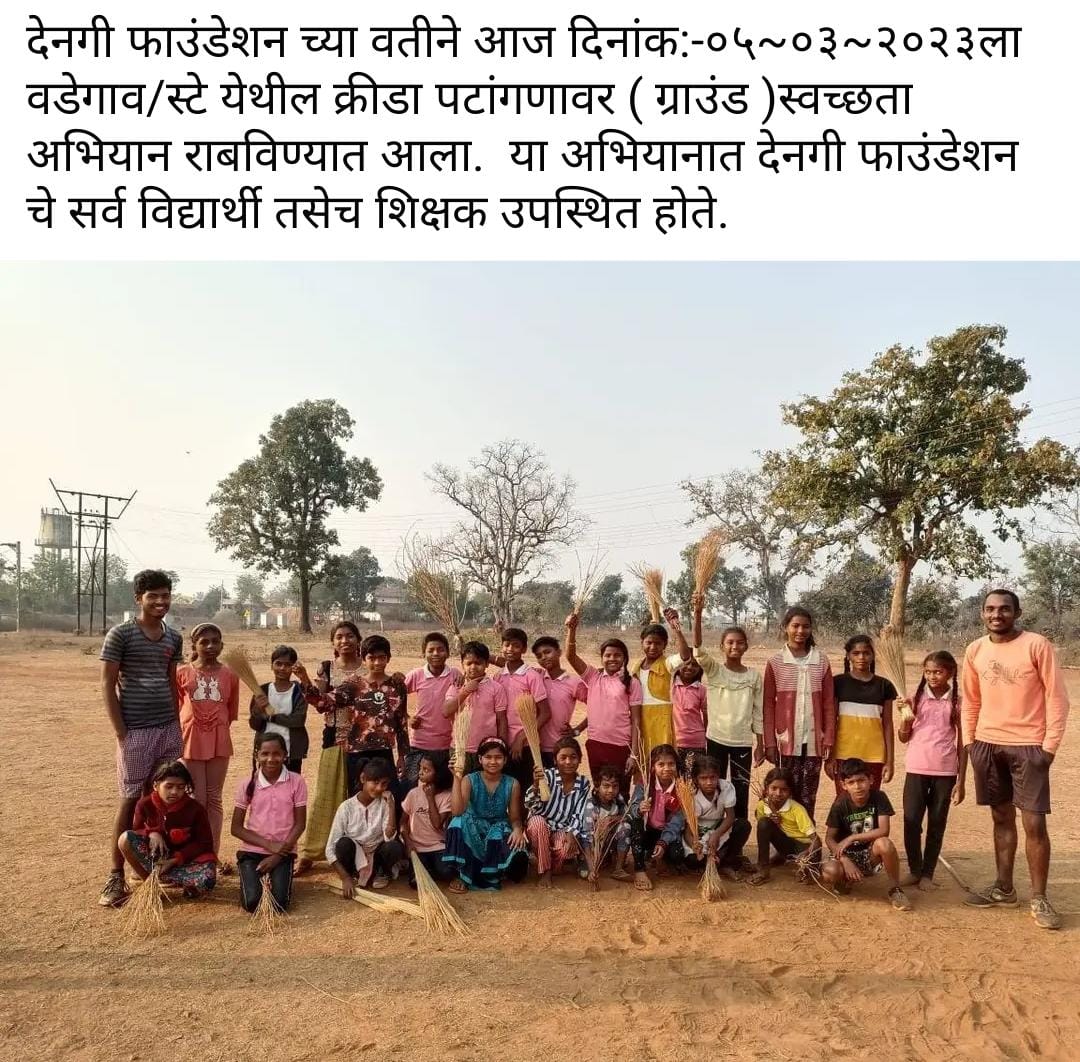 देनगी फाउंडेशन च्या वतीने आज दिनांक:-०५~०३~२०२३ला
वडेगाव/स्टे येथील क्रीडा पटांगणावर ( ग्राउंड )स्वच्छता
अभियान राबविण्यात आला. या अभियानात देनगी फाउंडेशन
चे सर्व विद्यार्थी तसेच शिक्षक उपस्थित होते.